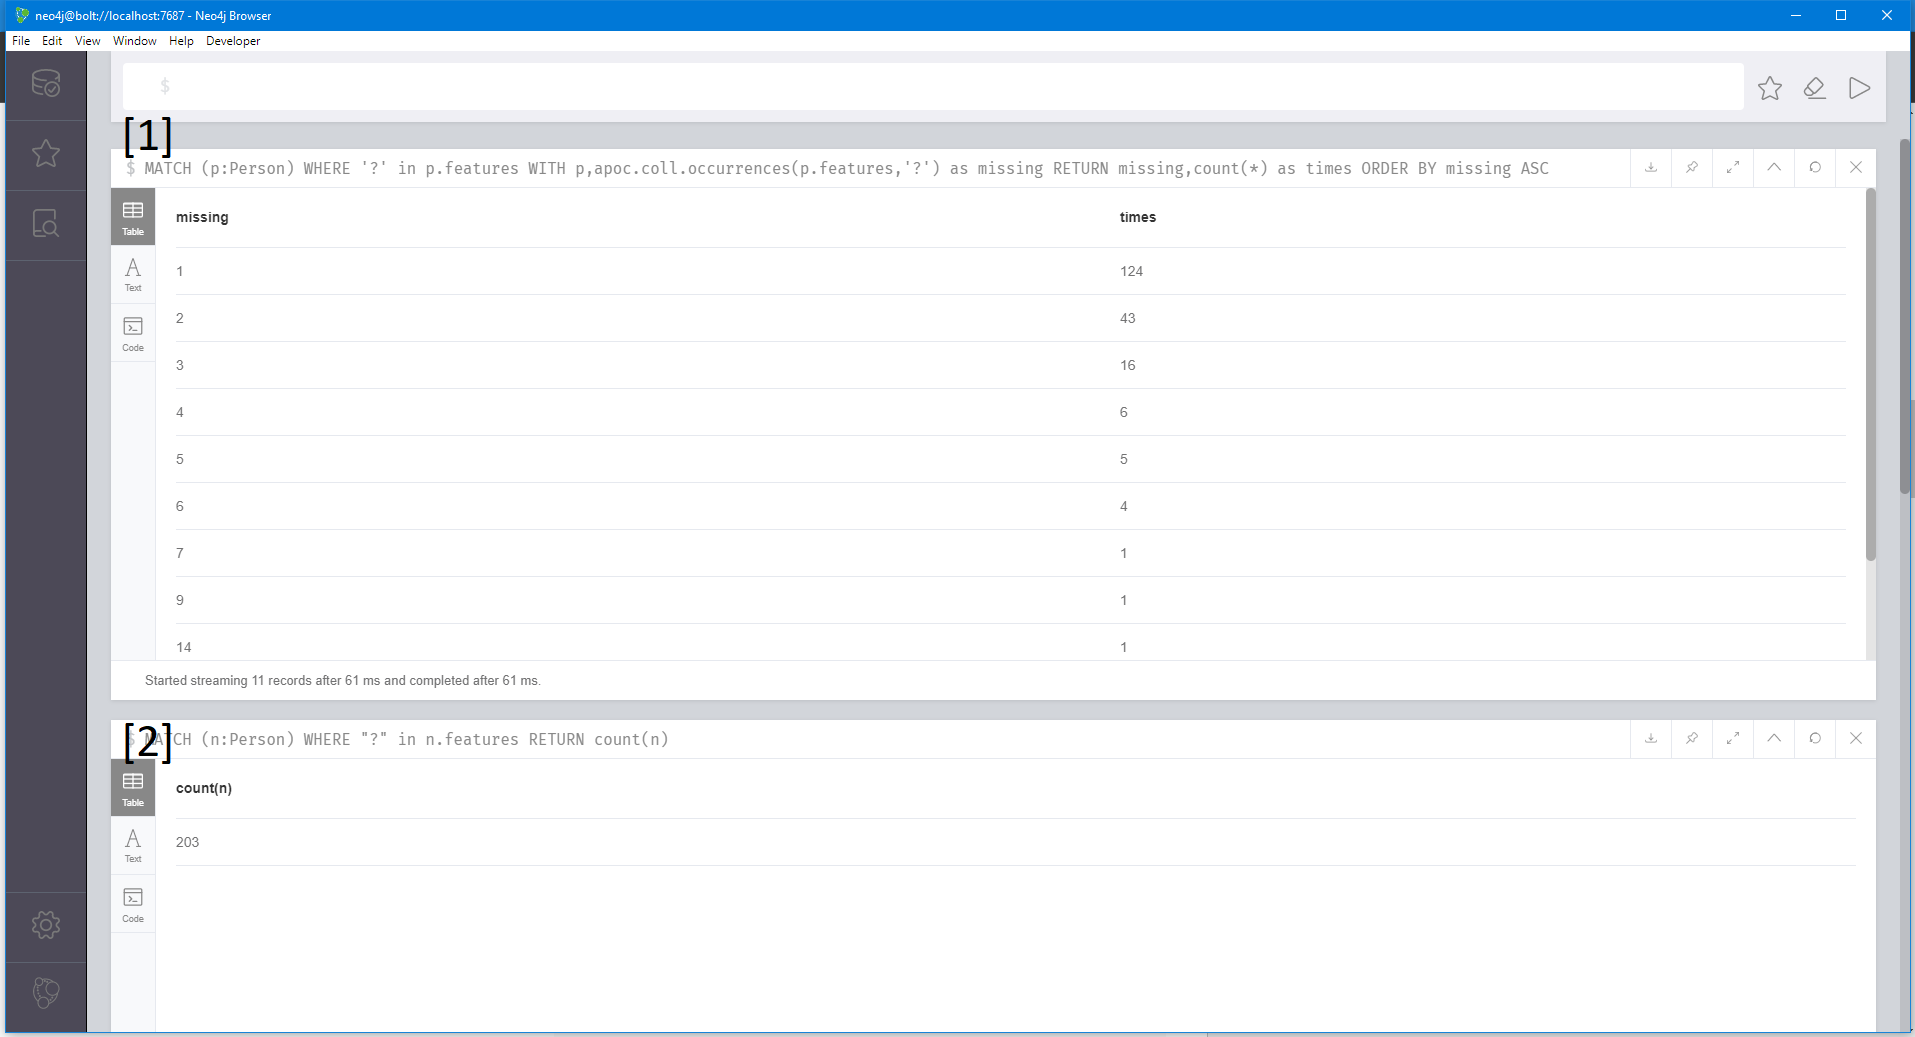 neo4j@bolt://localhost:7687 - Neo4j Browser
File Edit View Window Help Developer
$
[1]
$ MATCH (p:Person) WHERE '?' in p.features WITH p,apoc.coll.occurrences(p.features,'?') as missing RETURN missing,count(*) as times ORDER BY missing ASC
Table
Text
Code
missing times
1 124
2 43
3 16
4 6
5 5
6 4
7 1
9 1
14 1
Started streaming 11 records after 61 ms and completed after 61 ms.
[2]
$ MATCH (n:Person) WHERE "?" in n.features RETURN count(n)
Table
Text
Code
count(n)
203